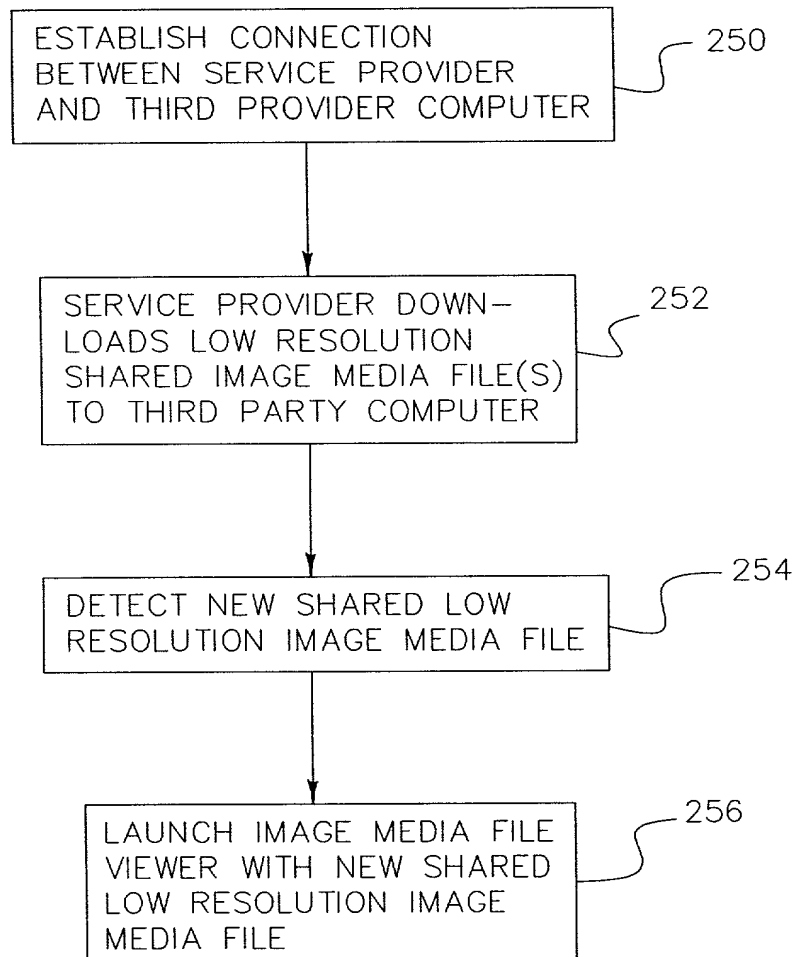 ESTABLISH CONNECTION
BETWEEN SERVICE PROVIDER
AND THIRD PROVIDER COMPUTER
250
SERVICE PROVIDER DOWN-
LOADS LOW RESOLUTION
SHARED IMAGE MEDIA FILE(S)
TO THIRD PARTY COMPUTER
252
DETECT NEW SHARED LOW
RESOLUTION IMAGE MEDIA FILE
254
LAUNCH IMAGE MEDIA FILE
VIEWER WITH NEW SHARED
LOW RESOLUTION IMAGE
MEDIA FILE
256